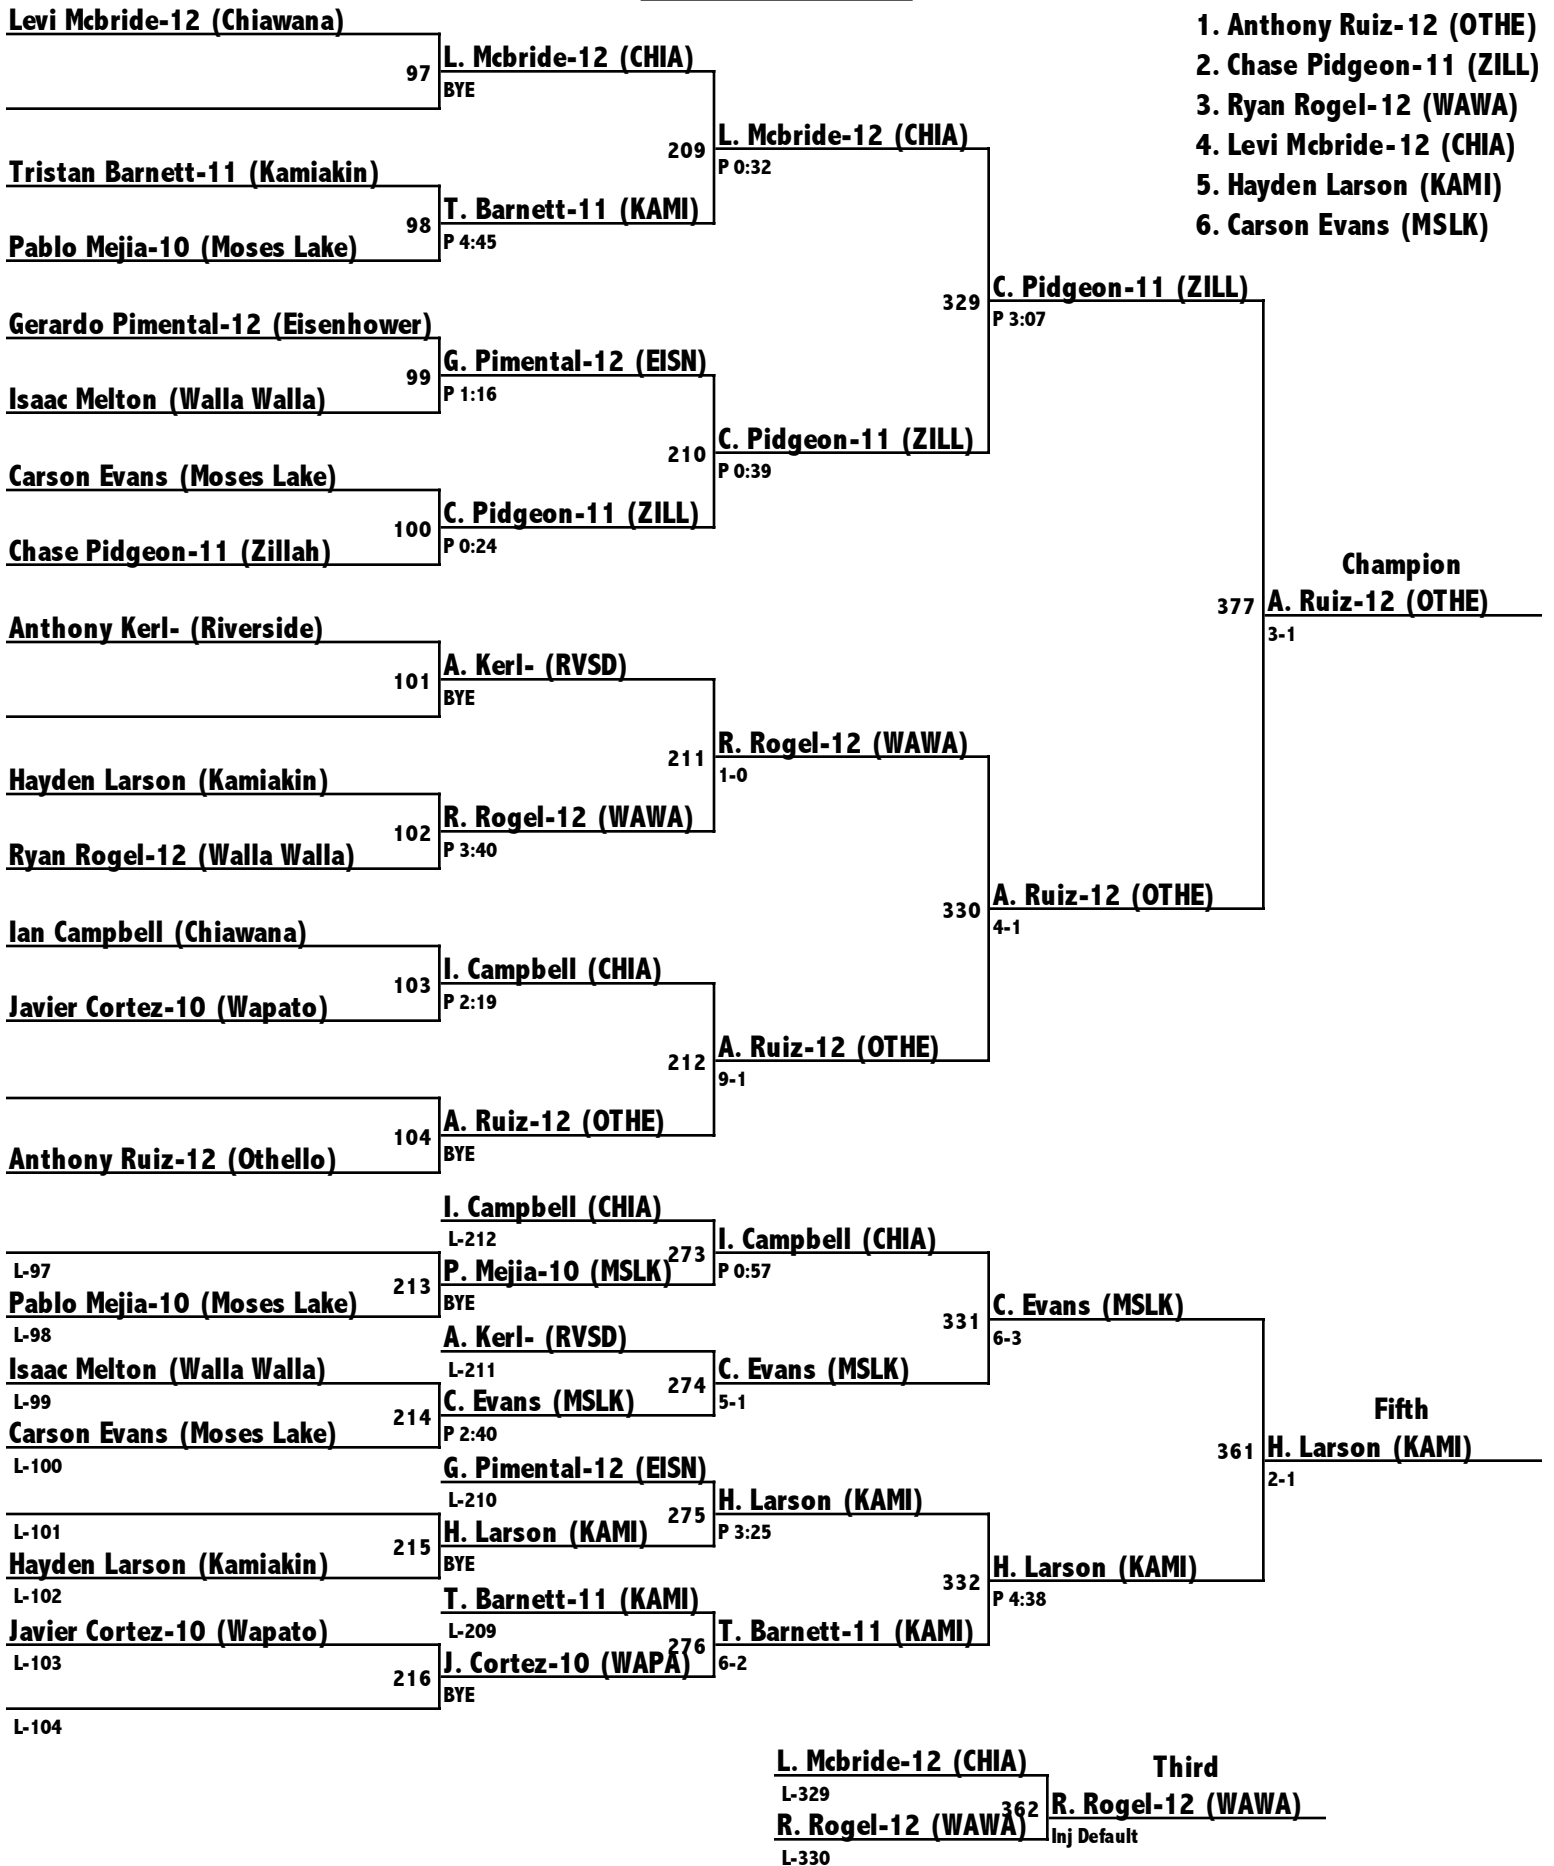 Levi Mcbride-12 (Chiawana)
97
L. Mcbride-12 (CHIA)
BYE
Tristan Barnett-11 (Kamiakin)
98
T. Barnett-11 (KAMI)
P 4:45
Pablo Mejia-10 (Moses Lake)
209
L. Mcbride-12 (CHIA)
P 0:32
Gerardo Pimental-12 (Eisenhower)
99
G. Pimental-12 (EISN)
P 1:16
Isaac Melton (Walla Walla)
Carson Evans (Moses Lake)
100
C. Pidgeon-11 (ZILL)
P 0:24
Chase Pidgeon-11 (Zillah)
210
C. Pidgeon-11 (ZILL)
P 0:39
329
C. Pidgeon-11 (ZILL)
P 3:07
1. Anthony Ruiz-12 (OTHE)
2. Chase Pidgeon-11 (ZILL)
3. Ryan Rogel-12 (WAWA)
4. Levi Mcbride-12 (CHIA)
5. Hayden Larson (KAMI)
6. Carson Evans (MSLK)
Anthony Kerl- (Riverside)
101
A. Kerl- (RVSD)
BYE
Hayden Larson (Kamiakin)
102
R. Rogel-12 (WAWA)
P 3:40
Ryan Rogel-12 (Walla Walla)
211
R. Rogel-12 (WAWA)
1-0
Ian Campbell (Chiawana)
103
I. Campbell (CHIA)
P 2:19
Javier Cortez-10 (Wapato)
104
A. Ruiz-12 (OTHE)
BYE
Anthony Ruiz-12 (Othello)
212
A. Ruiz-12 (OTHE)
9-1
330
A. Ruiz-12 (OTHE)
4-1
Champion
377
A. Ruiz-12 (OTHE)
3-1
I. Campbell (CHIA)
L-212
L-97
213
P. Mejia-10 (MSLK)
BYE
Pablo Mejia-10 (Moses Lake)
L-98
273
I. Campbell (CHIA)
P 0:57
A. Kerl- (RVSD)
L-211
Isaac Melton (Walla Walla)
L-99
214
C. Evans (MSLK)
P 2:40
Carson Evans (Moses Lake)
L-100
274
C. Evans (MSLK)
5-1
331
C. Evans (MSLK)
6-3
G. Pimental-12 (EISN)
L-210
L-101
215
H. Larson (KAMI)
BYE
Hayden Larson (Kamiakin)
L-102
275
H. Larson (KAMI)
P 3:25
T. Barnett-11 (KAMI)
L-209
Javier Cortez-10 (Wapato)
L-103
216
J. Cortez-10 (WAPA)
BYE
L-104
276
T. Barnett-11 (KAMI)
6-2
332
H. Larson (KAMI)
P 4:38
Fifth
361
H. Larson (KAMI)
2-1
L. Mcbride-12 (CHIA)
L-329
R. Rogel-12 (WAWA)
L-330
362
Third
R. Rogel-12 (WAWA)
Inj Default